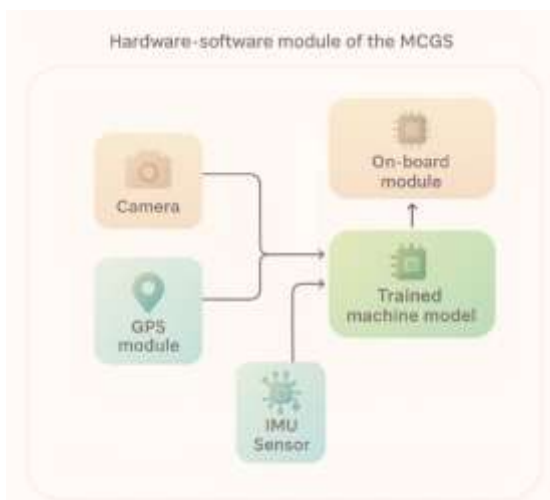 Hardware-software module of the MCGS
On-board
module
Camera
Trained
machine model
GPS
module
IMU
Sensor